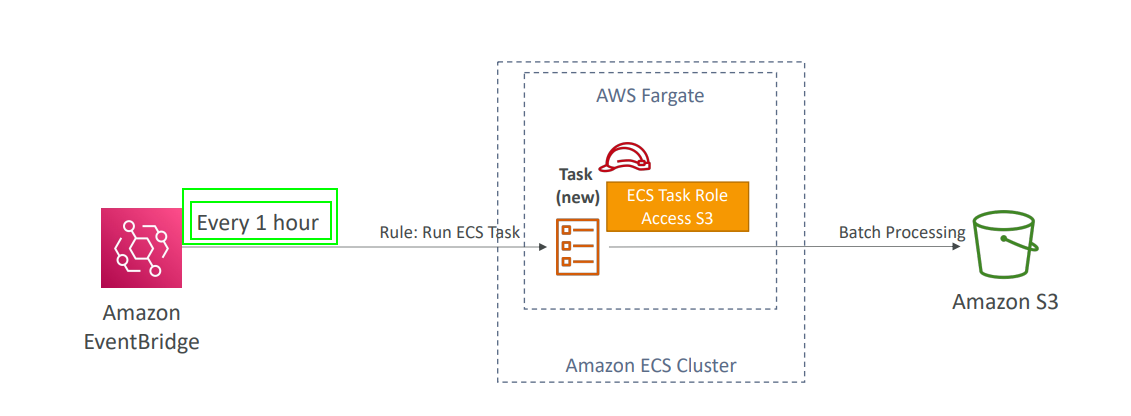 AWS Fargate
Task
(new)
ECS Task Role
Access S3
Every 1 hour
Rule: Run ECS Task
Batch Processing
Amazon
EventBridge
Amazon S3
Amazon ECS Cluster